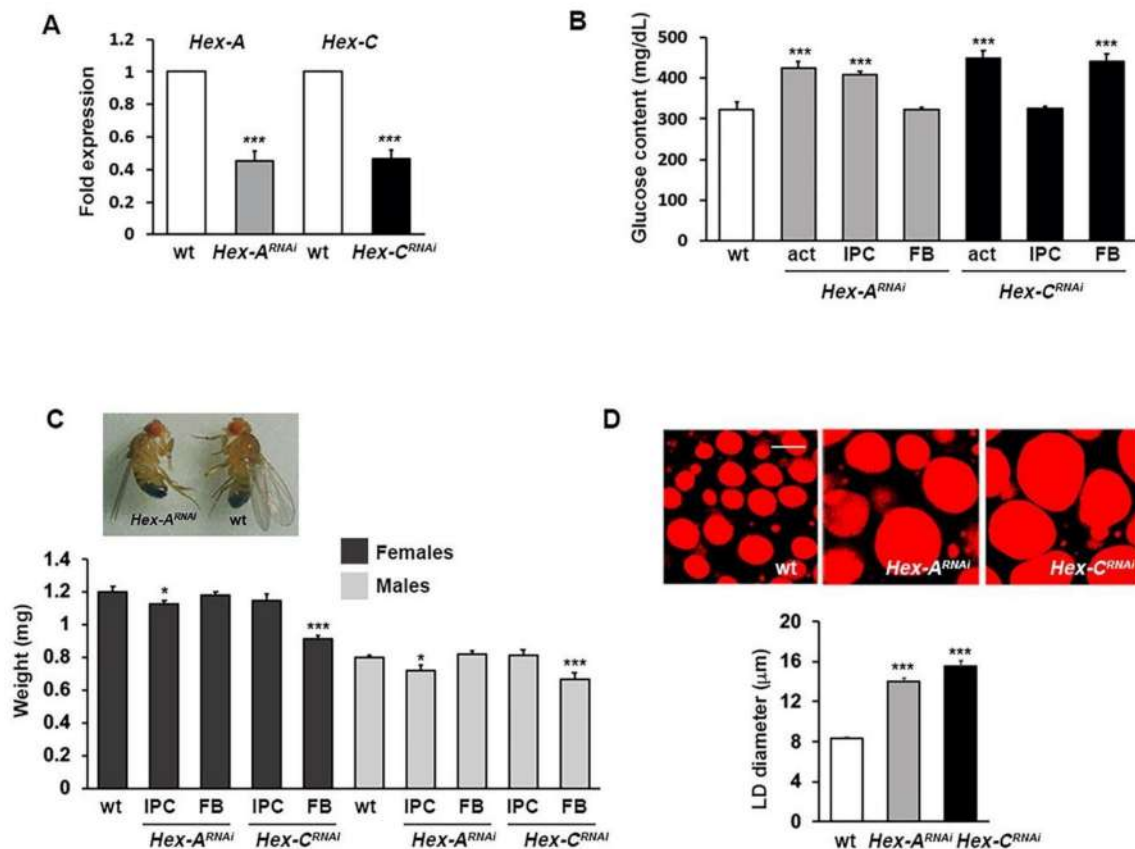 A
Hex-A Hex-C
Fold expression
1.2
1
0.8
0.6
0.4
0.2
0
*** ***
wt Hex-A^RNAi wt Hex-C^RNAi
B
Glucose content (mg/dL)
500
400
300
200
100
0
*** *** *** ***
wt act IPC FB act IPC FB
Hex-A^RNAi Hex-C^RNAi
C
Hex-A^RNAi wt
Females
Males
Weight (mg)
1.4
1.2
1
0.8
0.6
0.4
0.2
0
* *** * ***
wt IPC FB IPC FB wt IPC FB IPC FB
Hex-A^RNAi Hex-C^RNAi Hex-A^RNAi Hex-C^RNAi
D
wt Hex-A^RNAi Hex-C^RNAi
LD diameter (μm)
20
16
12
8
4
0
*** ***
wt Hex-A^RNAi Hex-C^RNAi